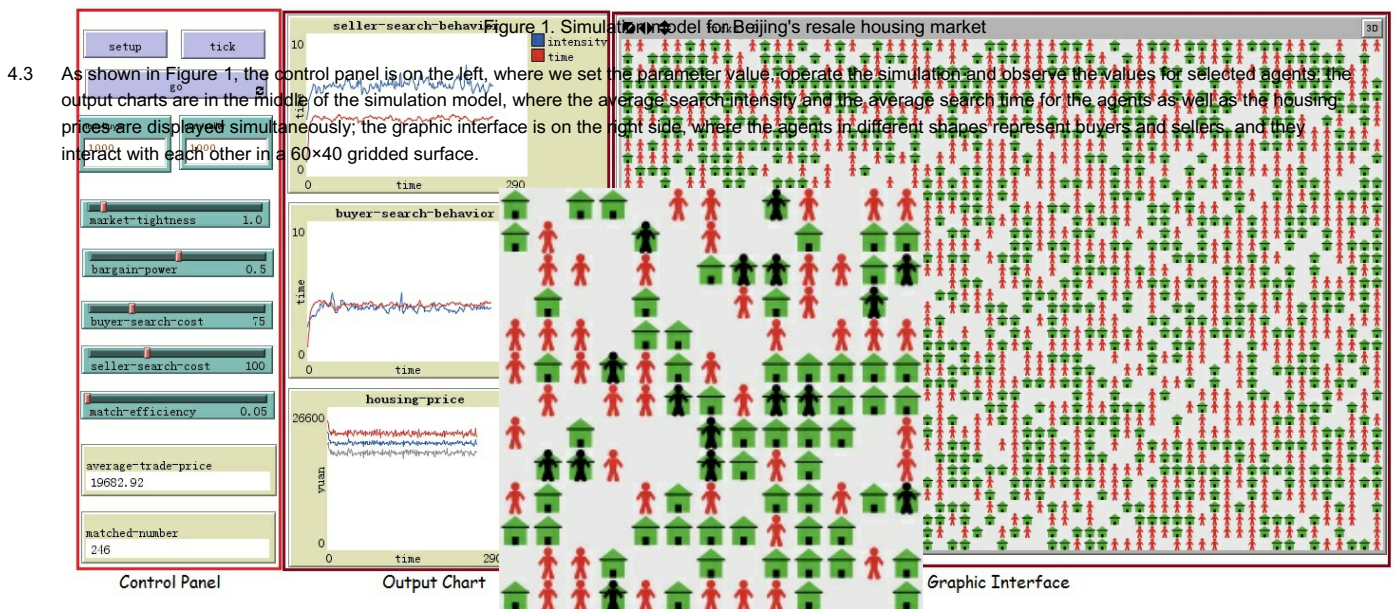 Figure 1. Simulation model for Beijing's resale housing market
4.3 As shown in Figure 1, the control panel is on the left, where we set the parameter value, operate the simulation and observe the values for selected agents; the
output charts are in the middle of the simulation model, where the average search intensity and the average search time for the agents as well as the housing
prices are displayed simultaneously; the graphic interface is on the right side, where the agents in different shapes represent buyers and sellers, and they
interact with each other in a 60×40 gridded surface.
setup
tick
go
1000
1000
market-tightness 1.0
bargain-power 0.5
buyer-search-cost 75
seller-search-cost 100
match-efficiency 0.05
average-trade-price
19682.92
matched-number
246
Control Panel
seller-search-behavior
10
intensity
time
0
0
time
290
buyer-search-behavior
10
time
0
0
time
housing-price
26600
yuan
0
0
time
290
Output Chart
3D
Graphic Interface